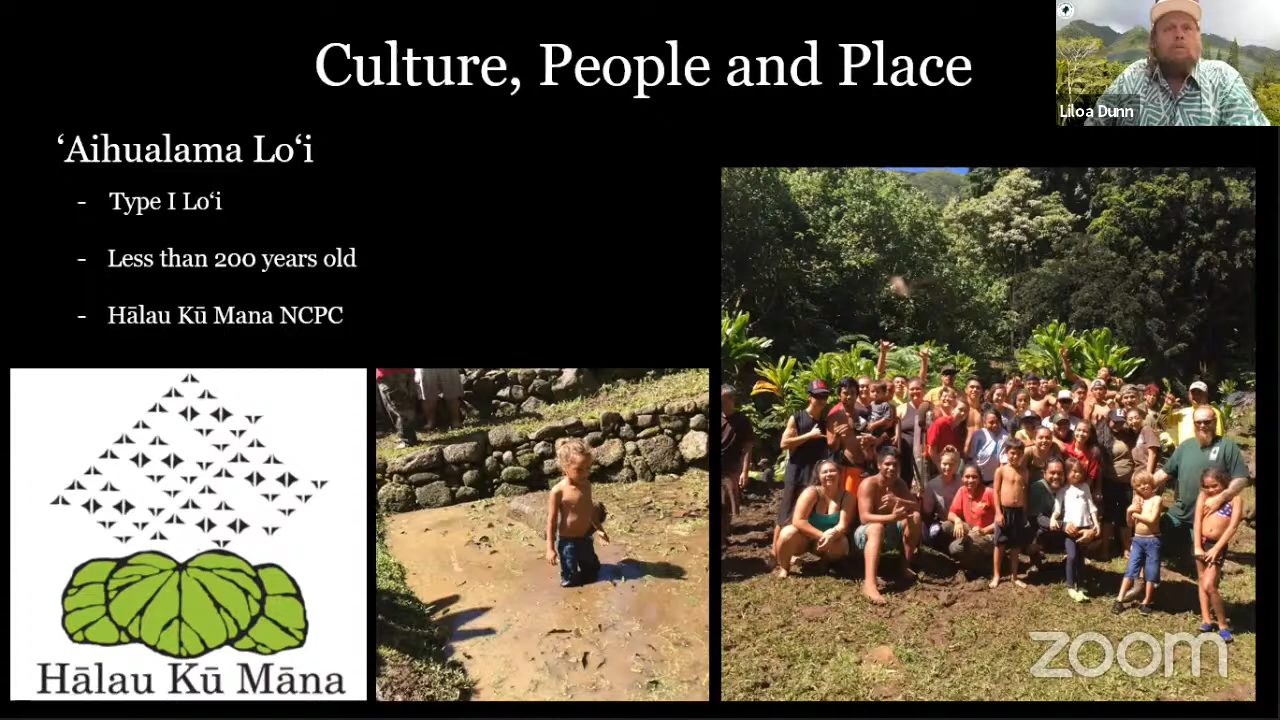 Culture, People and Place
Liloa Dunn
ʻAihualama Loʻi
- Type I Loʻi
- Less than 200 years old
- Hālau Kū Mana NCPC
Hālau Kū Māna
zoom